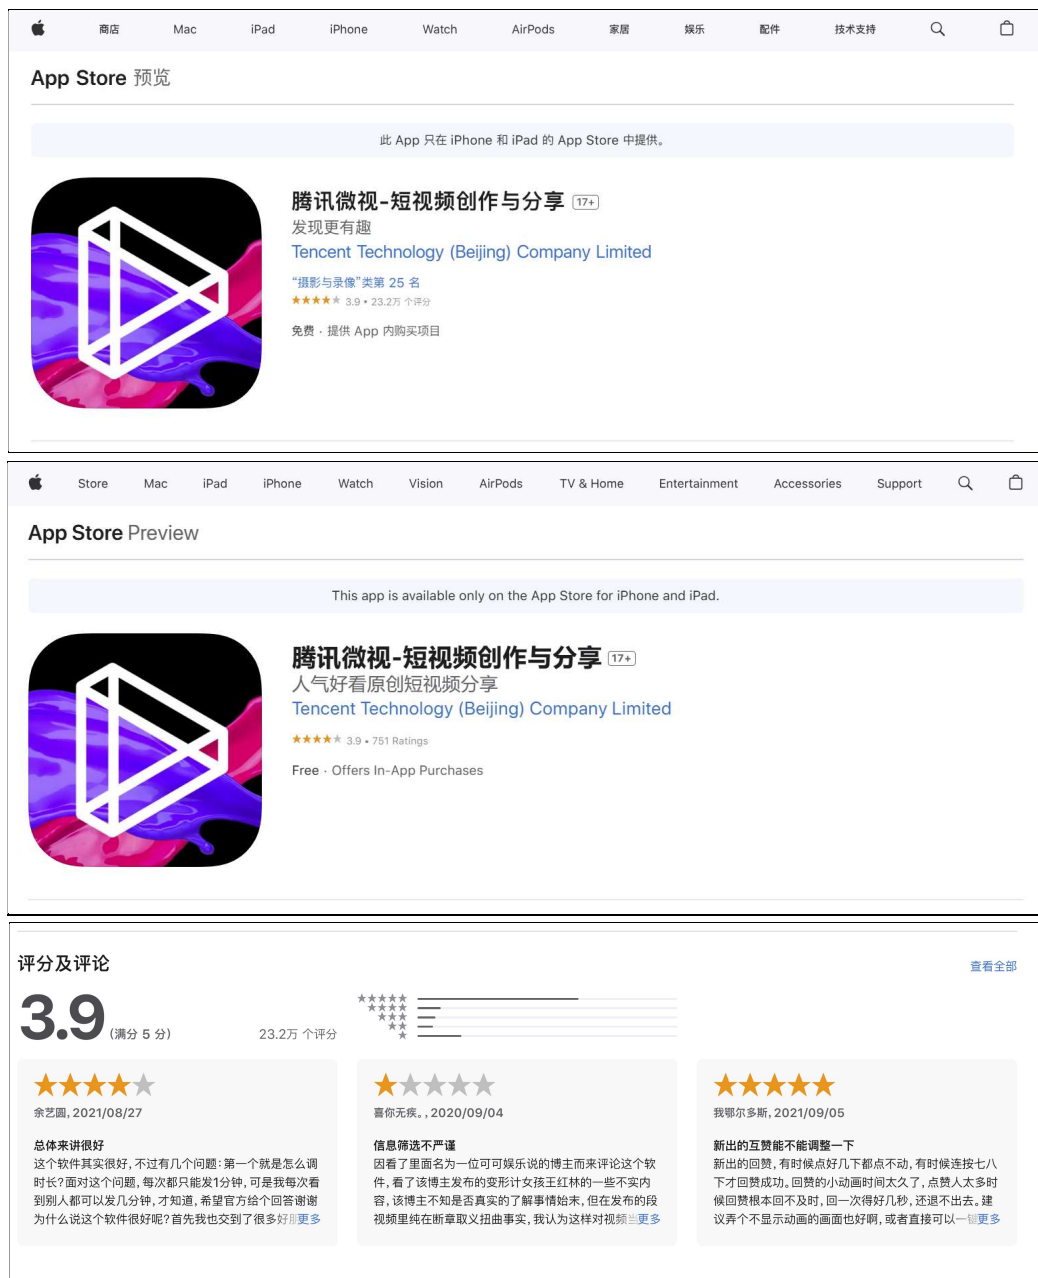 商店 Mac iPad iPhone Watch AirPods 家居 娱乐 配件 技术支持
App Store 预览
此 App 只在 iPhone 和 iPad 的 App Store 中提供。
腾讯微视-短视频创作与分享 17+
发现更有趣
Tencent Technology (Beijing) Company Limited
“摄影与录像”类第 25 名
★★★★★ 3.9 • 23.2万 个评分
免费 · 提供 App 内购买项目
Store Mac iPad iPhone Watch Vision AirPods TV & Home Entertainment Accessories Support
App Store Preview
This app is available only on the App Store for iPhone and iPad.
腾讯微视-短视频创作与分享 17+
人气好看原创短视频分享
Tencent Technology (Beijing) Company Limited
★★★★★ 3.9 • 751 Ratings
Free · Offers In-App Purchases
评分及评论
查看全部
3.9 (满分 5 分)
23.2万 个评分
余艺圆, 2021/08/27
总体来讲很好
这个软件其实很好, 不过有几个问题: 第一个就是怎么调
时长? 面对这个问题, 每次都只能发1分钟, 可是我每次看
到别人都可以发几分钟, 才知道, 希望官方给个回答谢谢
为什么说这个软件很好呢? 首先我也交到了很多好 更多
喜你无疾。, 2020/09/04
信息筛选不严谨
因看了里面名为一位可可娱乐说的博主而来评论这个软
件, 看了该博主发布的变形计女孩王红林的一些不实内
容, 该博主不知是否真实的了解事情始末, 但在发布的段
视频里纯在断章取义扭曲事实, 我认为这样对视频 更多
我鄂尔多斯, 2021/09/05
新出的互赞能不能调整一下
新出的回赞, 有时候点好几下都点不动, 有时候连按七八
下才回赞成功。回赞的小动画时间太久了, 点赞人太多时
候回赞根本回不及时, 回一次得好几秒, 还退不出去。建
议弄个不显示动画的画面也好啊, 或者直接可以一 更多